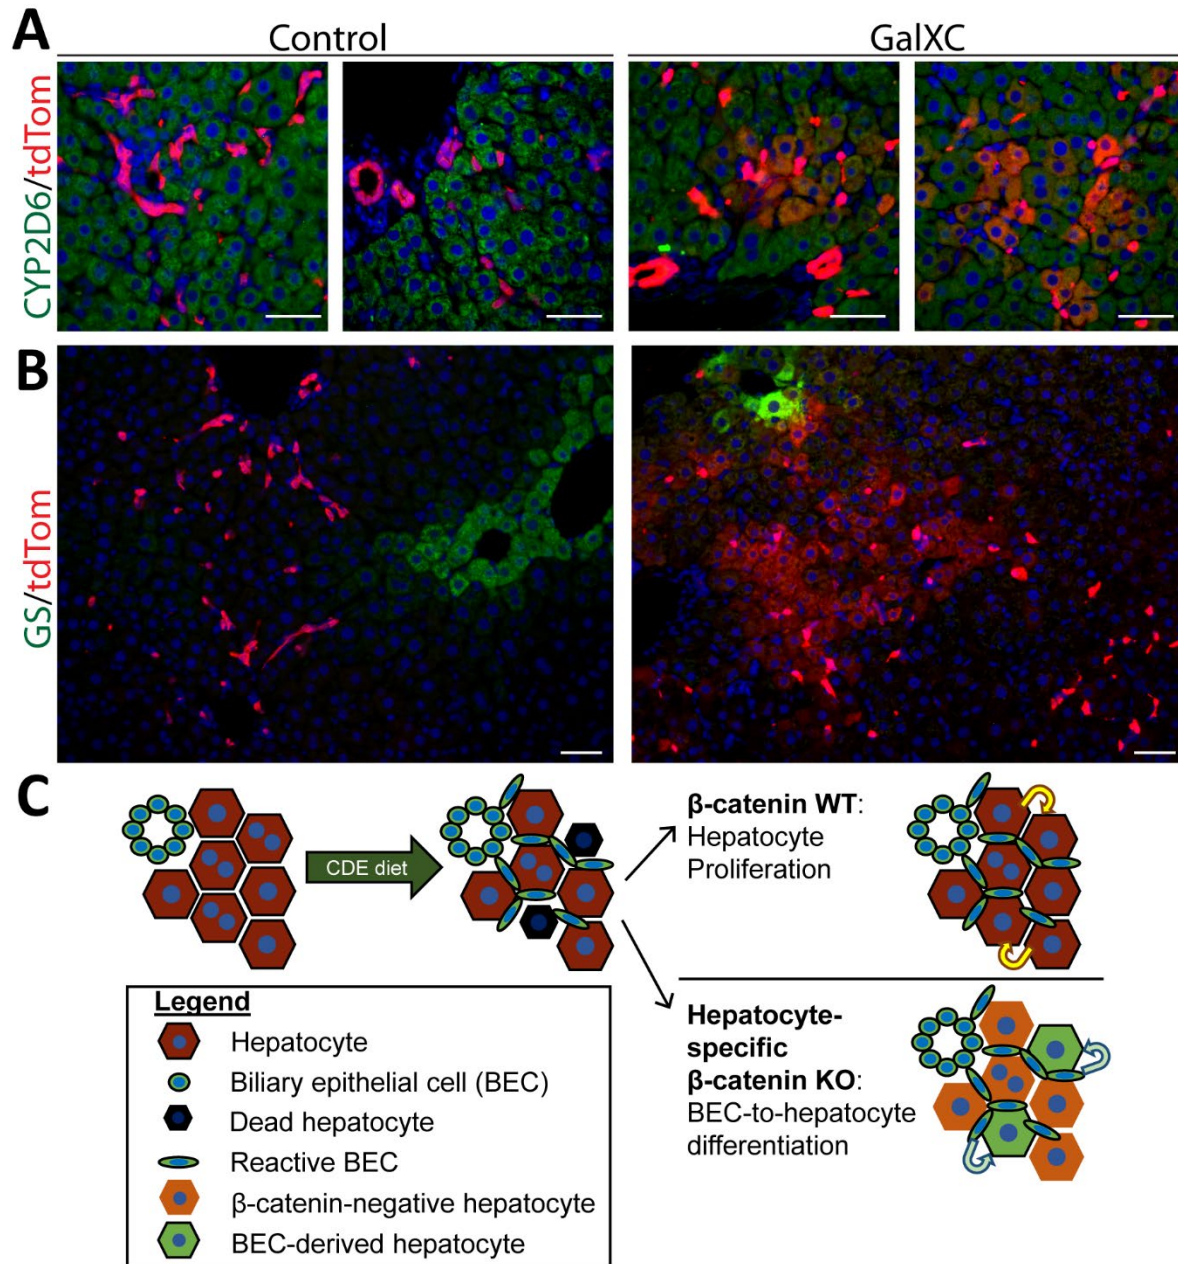 A
Control
GalXC
CYP2D6/tdTom
B
GS/tdTom
C
CDE diet
β-catenin WT:
Hepatocyte
Proliferation
Hepatocyte-
specific
β-catenin KO:
BEC-to-hepatocyte
differentiation
Legend
Hepatocyte
Biliary epithelial cell (BEC)
Dead hepatocyte
Reactive BEC
β-catenin-negative hepatocyte
BEC-derived hepatocyte